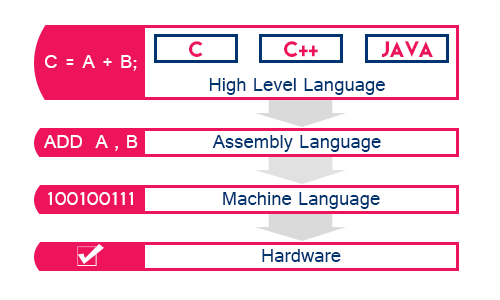 C = A + B;
C
C++
JAVA
High Level Language
ADD A , B
Assembly Language
100100111
Machine Language
Hardware